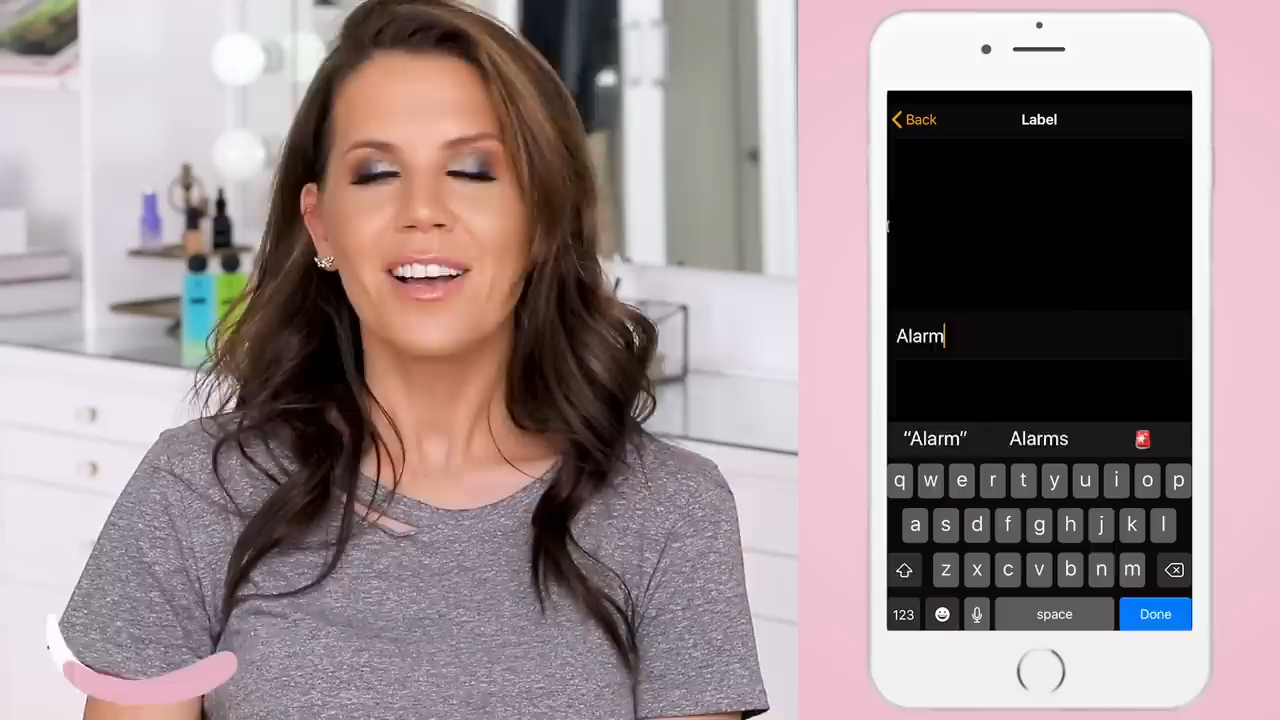 Back
Label
Alarm
“Alarm” Alarms
q w e r t y u i o p
a s d f g h j k l
z x c v b n m
123 space Done